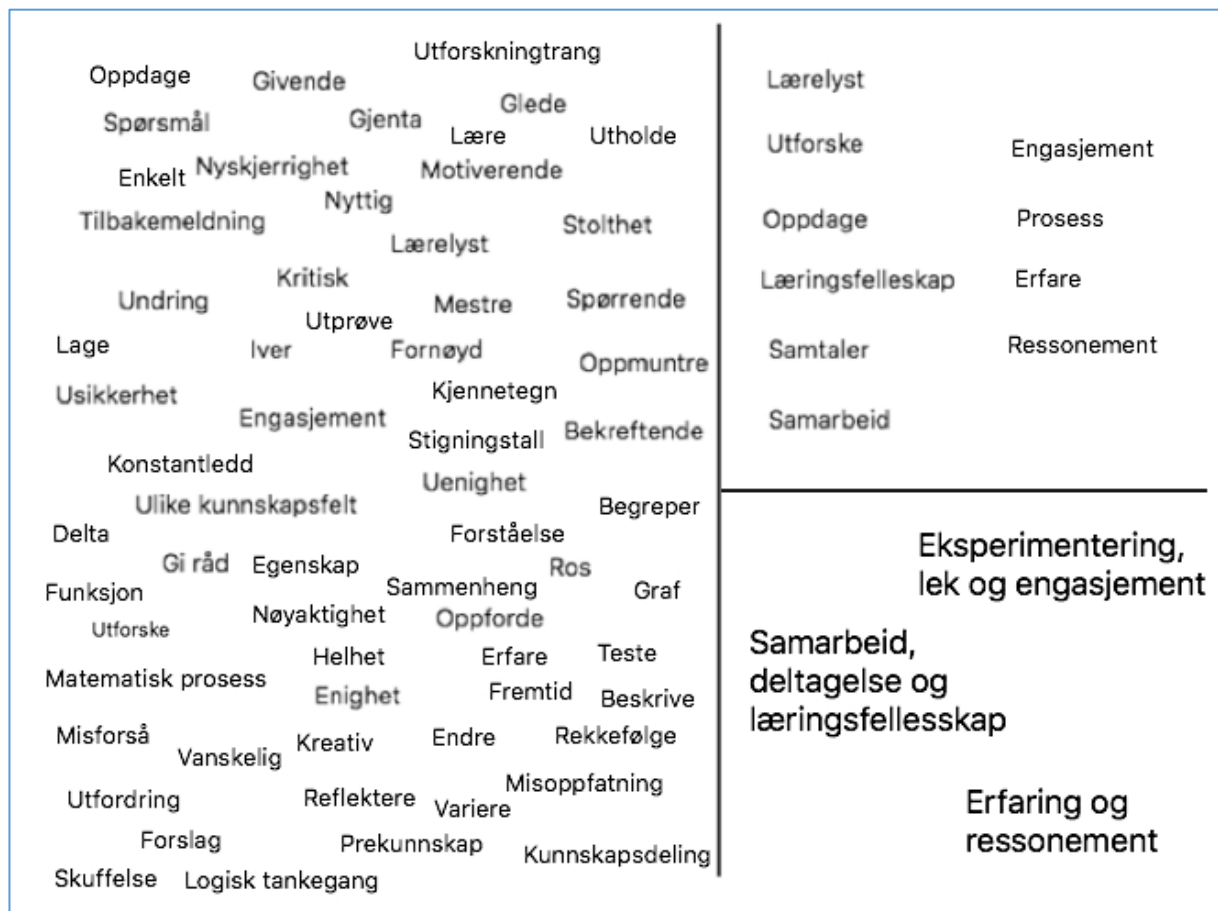 Utforskningtrang
Oppdage
Givende
Glede
Spørsmål
Gjenta
Lære
Utholde
Nyskjerrighet
Motiverende
Enkelt
Nyttig
Tilbakemeldning
Stolthet
Lærelyst
Kritisk
Undring
Mestre
Spørrende
Utprøve
Lage
Iver
Fornøyd
Oppmuntre
Usikkerhet
Kjennetegn
Engasjement
Stigningstall
Bekreftende
Konstantledd
Uenighet
Ulike kunnskapsfelt
Begreper
Delta
Forståelse
Gi råd
Egenskap
Ros
Sammenheng
Graf
Funksjon
Nøyaktighet
Oppforde
Utforske
Helhet
Erfare
Teste
Matematisk prosess
Enighet
Fremtid
Beskrive
Misforså
Kreativ
Endre
Rekkefølge
Vanskelig
Misoppfatning
Utfordring
Reflektere
Variere
Forslag
Prekunnskap
Kunnskapsdeling
Skuffelse
Logisk tankegang
Lærelyst
Utforske
Engasjement
Oppdage
Prosess
Læringsfelleskap
Erfare
Samtaler
Ressonement
Samarbeid
Eksperimentering,
lek og engasjement
Samarbeid,
deltagelse og
læringsfellesskap
Erfaring og
ressonement